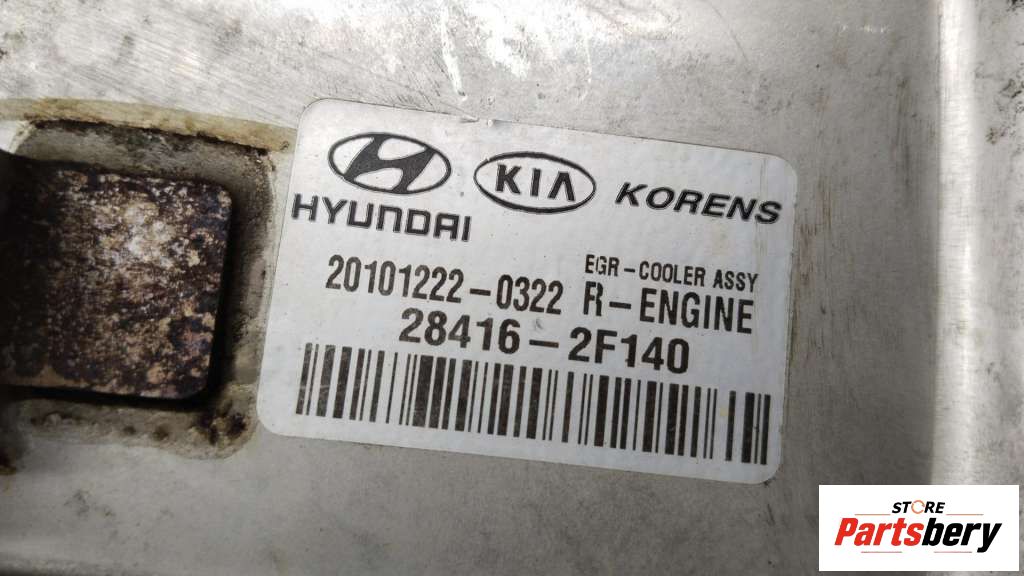 HYUNDAI KIA KORENS
EGR-COOLER ASSY
20101222-0322 R-ENGINE
28416-2F140
STORE
Partsbery